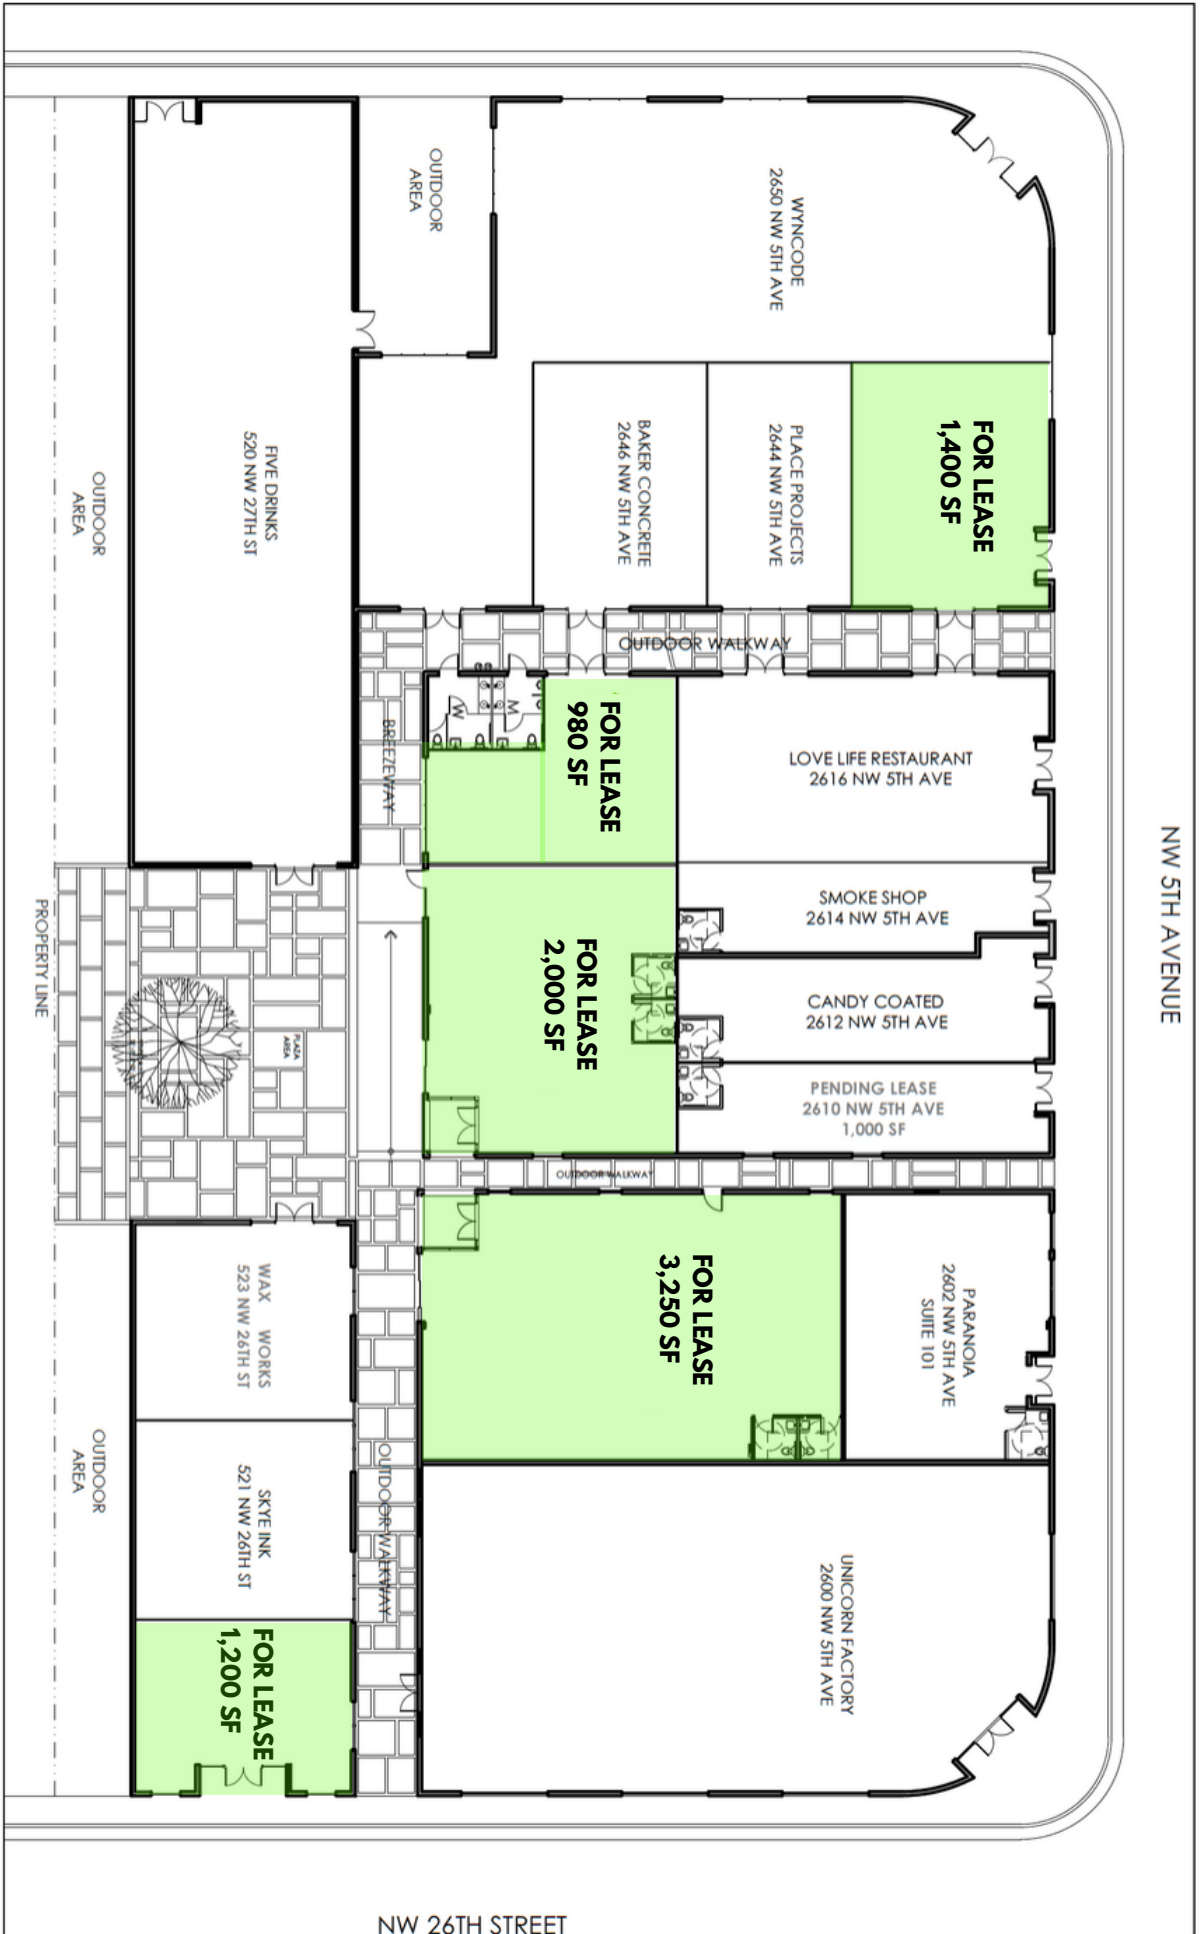 OUTDOOR
AREA
WYNCODE
2650 NW 5TH AVE
FIVE DRINKS
520 NW 27TH ST
OUTDOOR
AREA
BAKER CONCRETE
2646 NW 5TH AVE
PLACE PROJECTS
2644 NW 5TH AVE
FOR LEASE
1,400 SF
OUTDOOR WALKWAY
BREEZEWAY
W
M
FOR LEASE
980 SF
LOVE LIFE RESTAURANT
2616 NW 5TH AVE
SMOKE SHOP
2614 NW 5TH AVE
NW 5TH AVENUE
PROPERTY LINE
PLAZA
AREA
FOR LEASE
2,000 SF
CANDY COATED
2612 NW 5TH AVE
PENDING LEASE
2610 NW 5TH AVE
1,000 SF
OUTDOOR WALKWAY
WAX WORKS
523 NW 26TH ST
FOR LEASE
3,250 SF
PARANOIA
2602 NW 5TH AVE
SUITE 101
OUTDOOR
AREA
SKYE INK
521 NW 26TH ST
OUTDOOR WALKWAY
UNICORN FACTORY
2600 NW 5TH AVE
FOR LEASE
1,200 SF
NW 26TH STREET